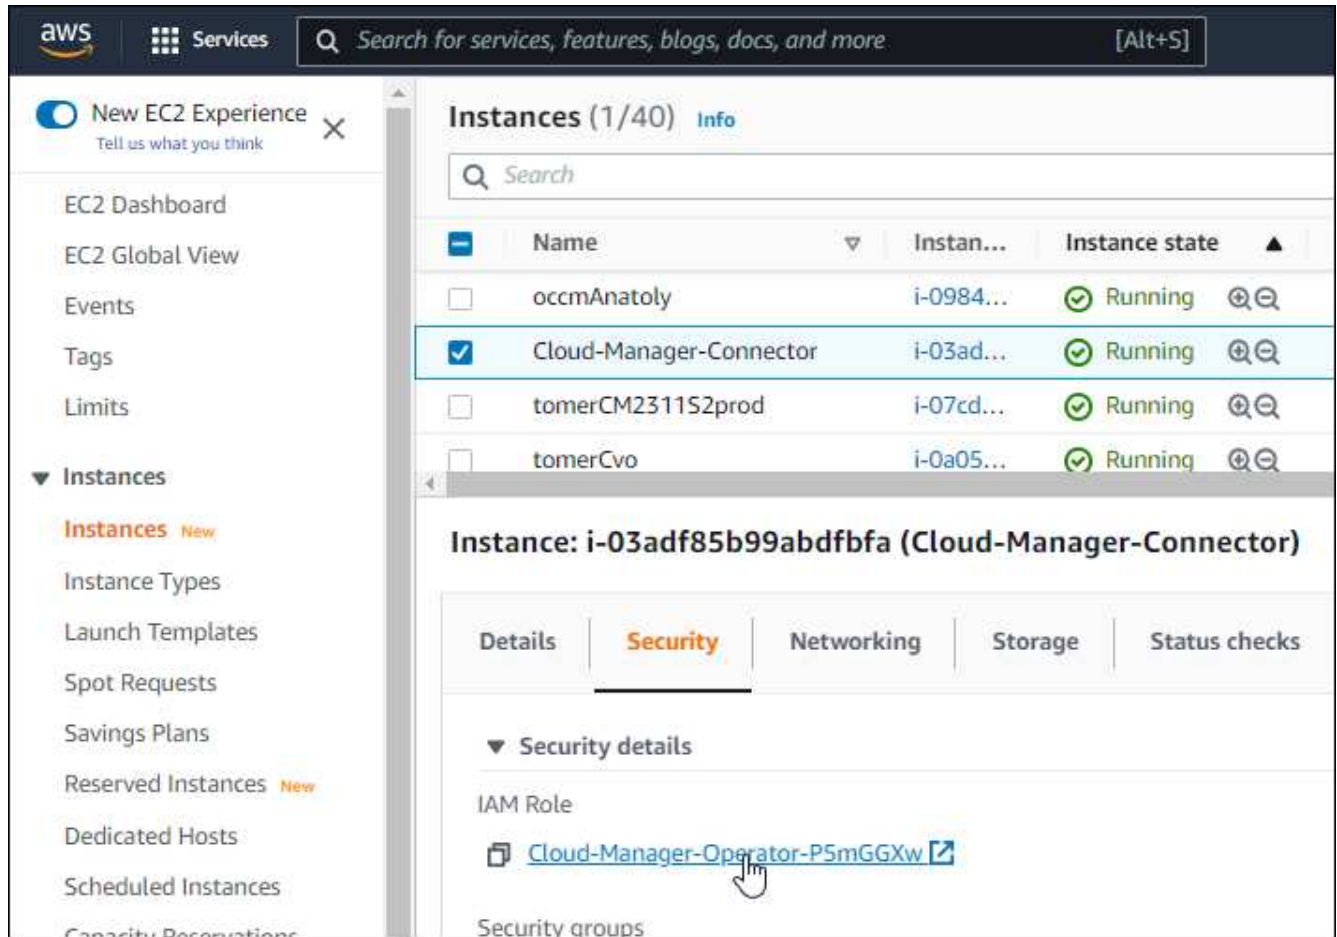 aws
Services
Search for services, features, blogs, docs, and more [Alt+S]
New EC2 Experience
Tell us what you think
EC2 Dashboard
EC2 Global View
Events
Tags
Limits
Instances
Instances New
Instance Types
Launch Templates
Spot Requests
Savings Plans
Reserved Instances New
Dedicated Hosts
Scheduled Instances
Capacity Reservations
Instances (1/40) Info
Search
Name Instan... Instance state
occmAnatoly i-0984... Running
Cloud-Manager-Connector i-03ad... Running
tomerCM2311S2prod i-07cd... Running
tomerCvo i-0a05... Running
Instance: i-03adf85b99abdfbfa (Cloud-Manager-Connector)
Details Security Networking Storage Status checks
Security details
IAM Role
Cloud-Manager-Operator-P5mGGXw
Security groups